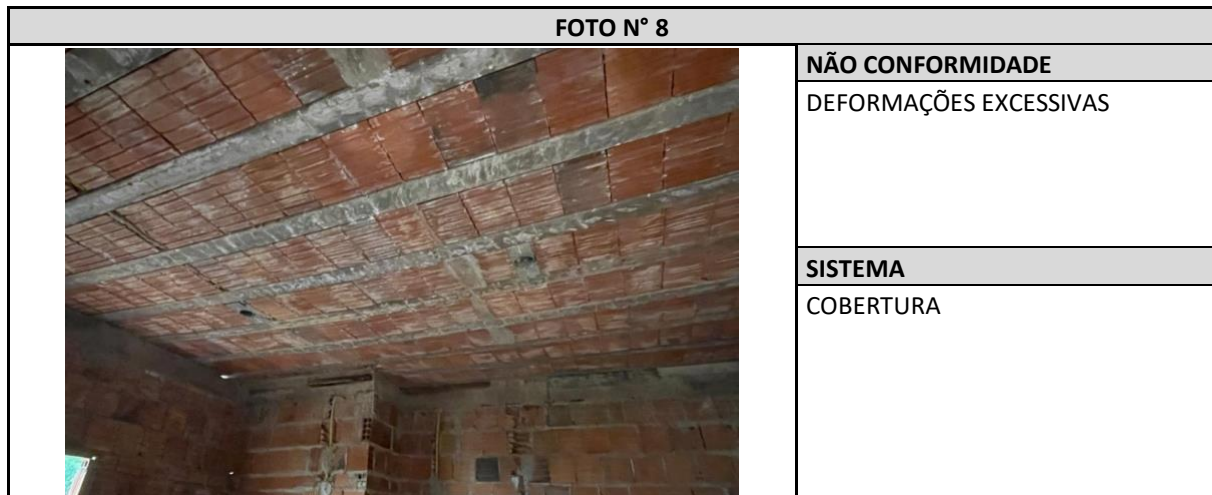 FOTO N° 8
NÃO CONFORMIDADE
DEFORMAÇÕES EXCESSIVAS
SISTEMA
COBERTURA